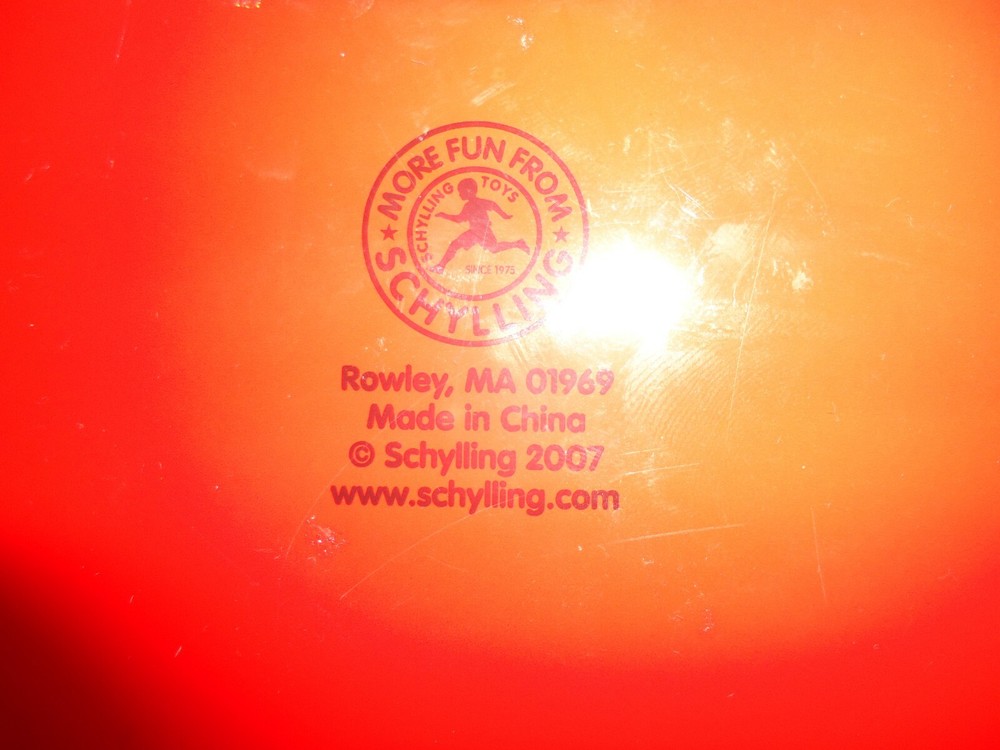 MORE FUN FROM
SCHYLLING
SCHYLLING TOYS
SINCE 1975
Rowley, MA 01969
Made in China
© Schylling 2007
www.schylling.com